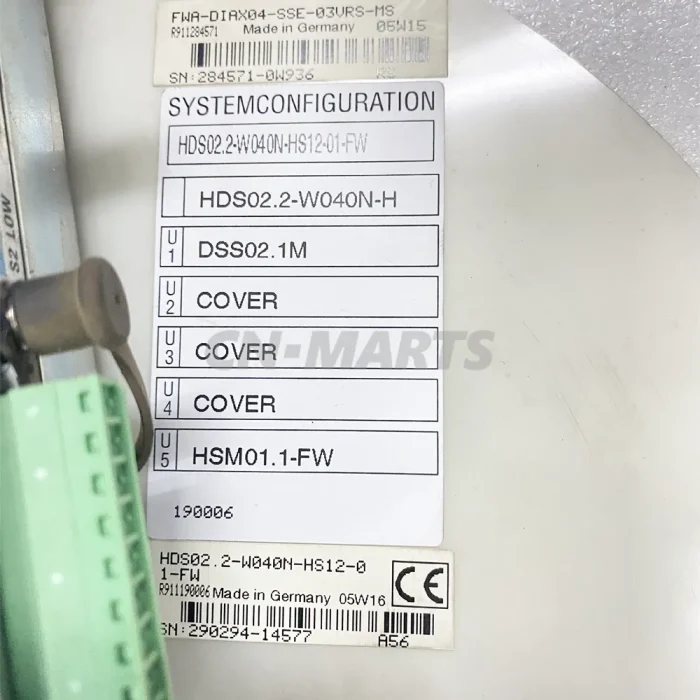 FWA-DIAX04-SSE-03VRS-MS
R911284571 Made in Germany 05W15
SN:284571-0W936
SYSTEMCONFIGURATION
HDS02.2-W040N-HS12-01-FW
HDS02.2-W040N-H
U1 DSS02.1M
U2 COVER
U3 COVER
U4 COVER
U5 HSM01.1-FW
190006
HDS02.2-W040N-HS12-0
1-FW
R911190006 Made in Germany 05W16
SN:290294-14577 A56
CE
S2 LOW
CN-MARTS